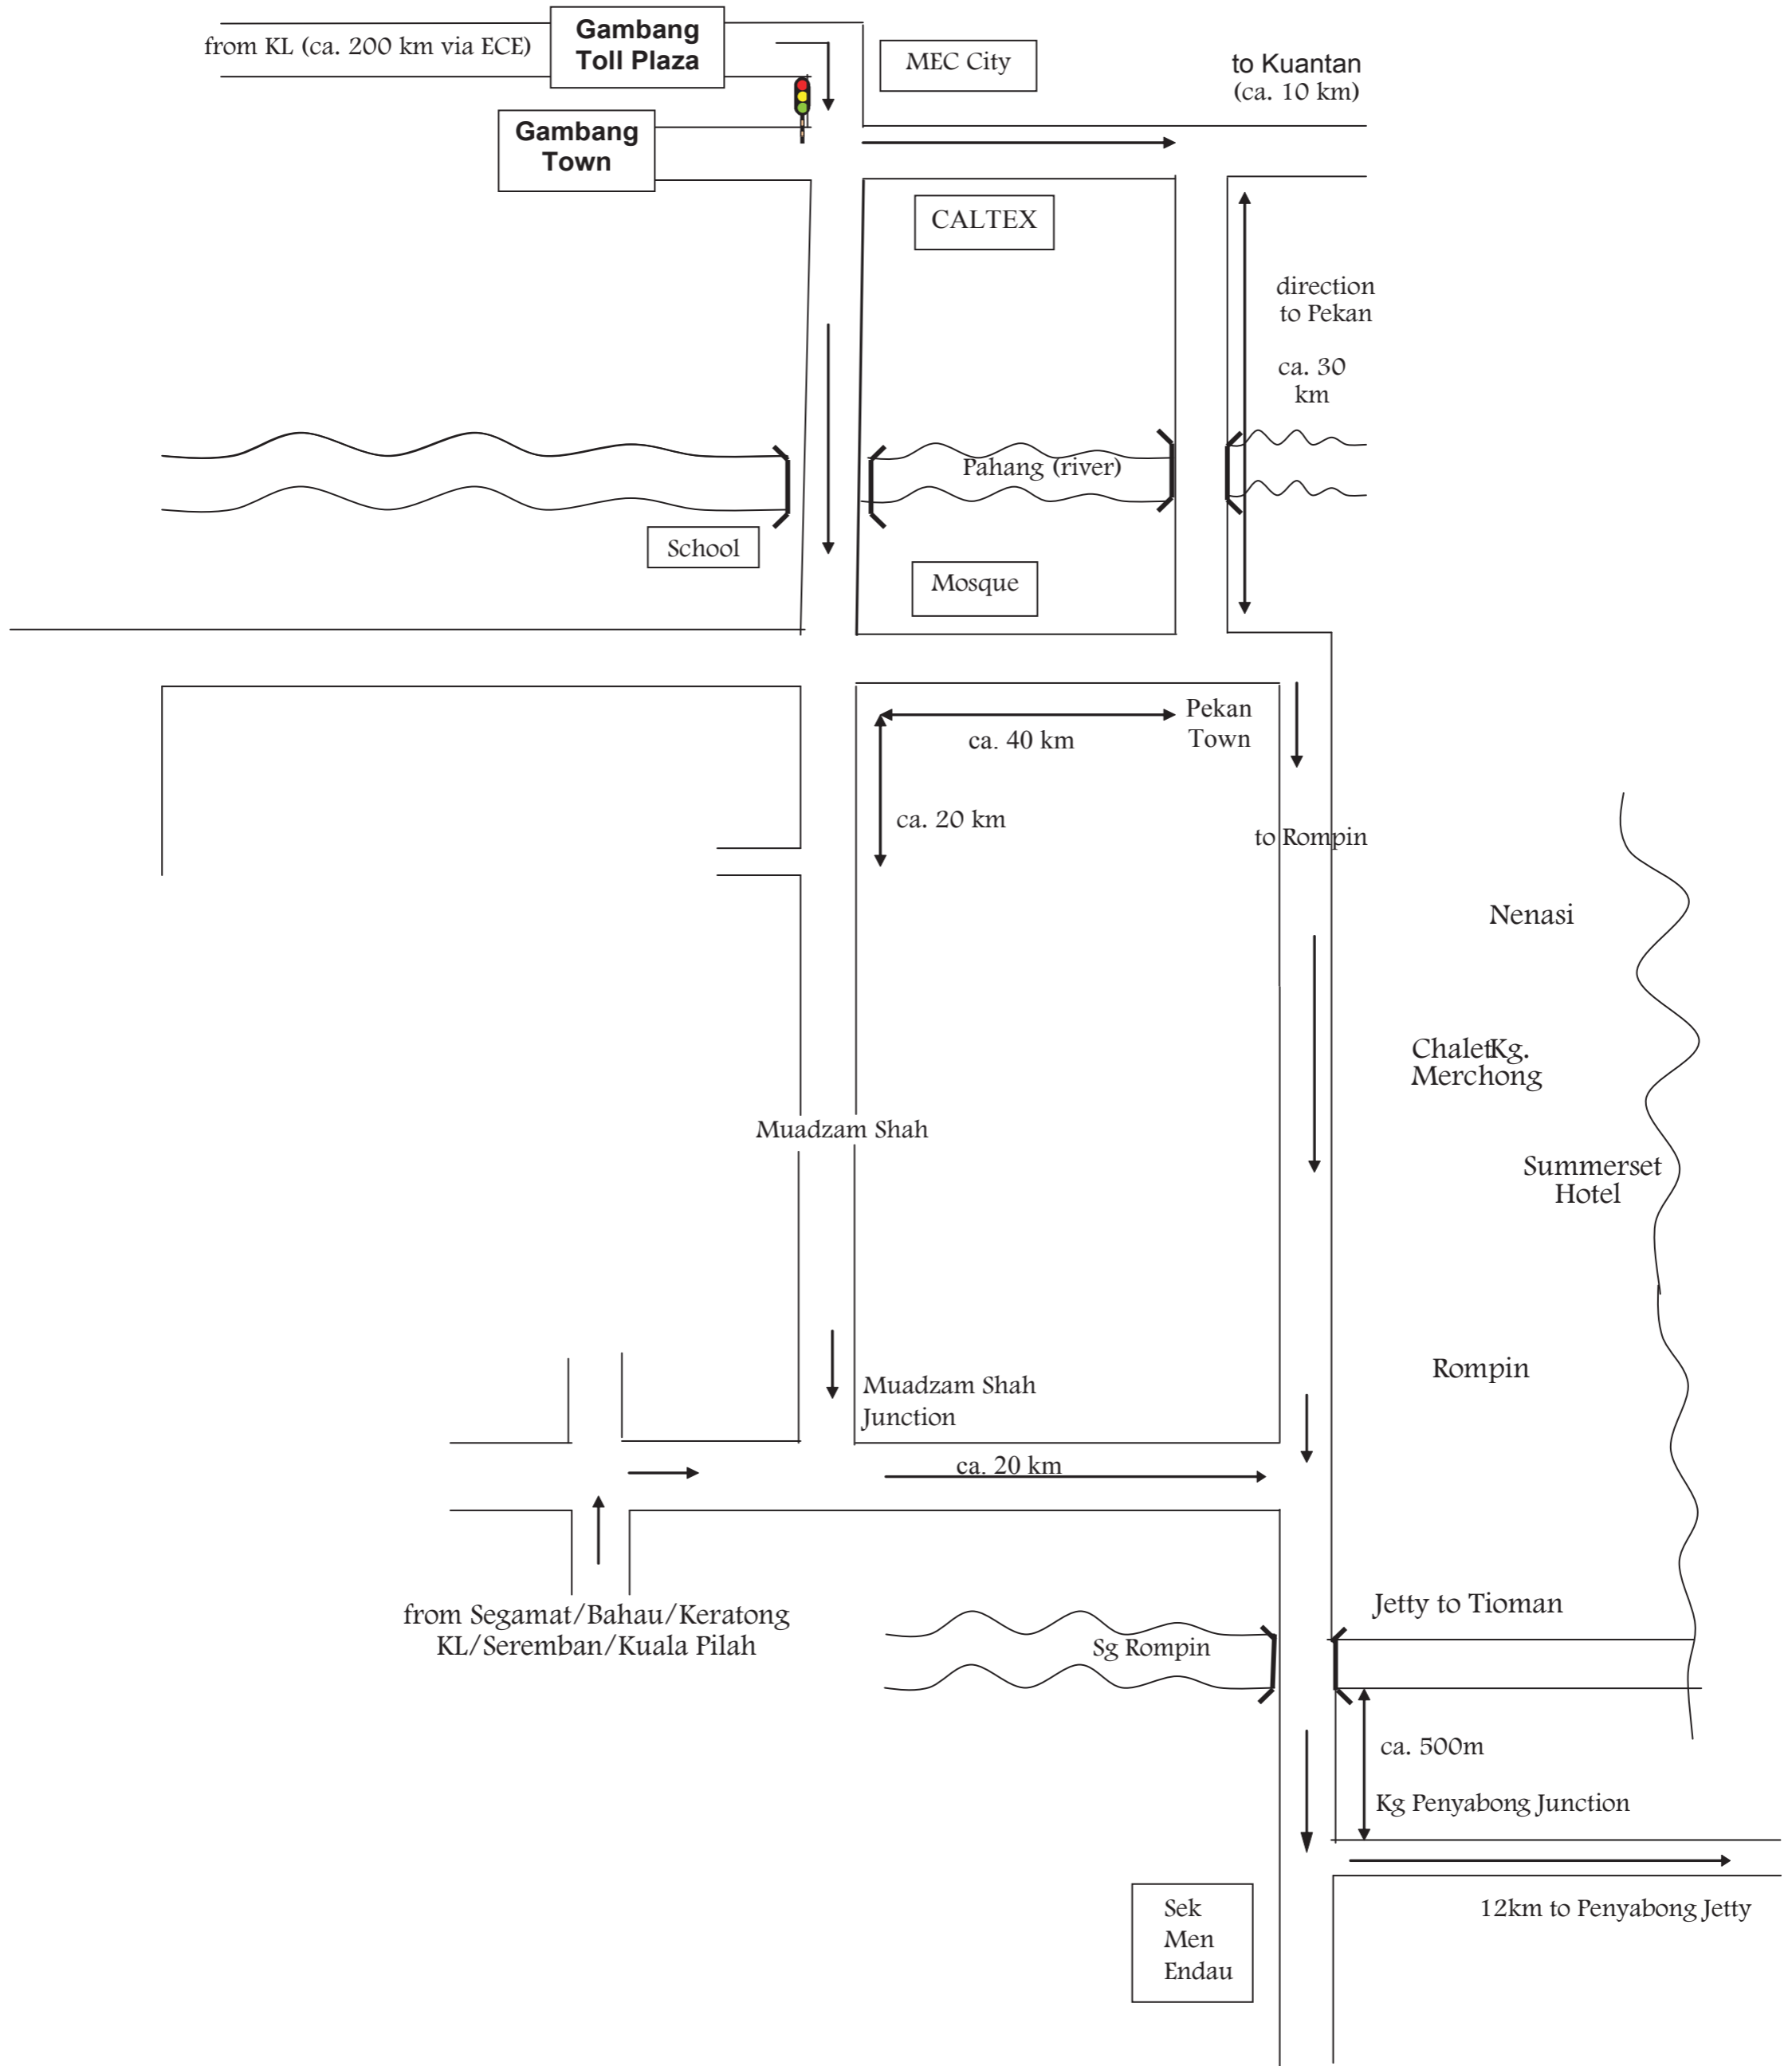 from KL (ca. 200 km via ECE)
Gambang
Toll Plaza
MEC City
to Kuantan
(ca. 10 km)
Gambang
Town
CALTEX
direction
to Pekan
ca. 30
km
Pahang (river)
School
Mosque
Pekan
Town
ca. 40 km
ca. 20 km
to Rompin
Nenasi
ChaletKg.
Merchong
Muadzam Shah
Summerset
Hotel
Rompin
Muadzam Shah
Junction
ca. 20 km
from Segamat/Bahau/Keratong
KL/Seremban/Kuala Pilah
Jetty to Tioman
Sg Rompin
ca. 500m
Kg Penyabong Junction
12km to Penyabong Jetty
Sek
Men
Endau